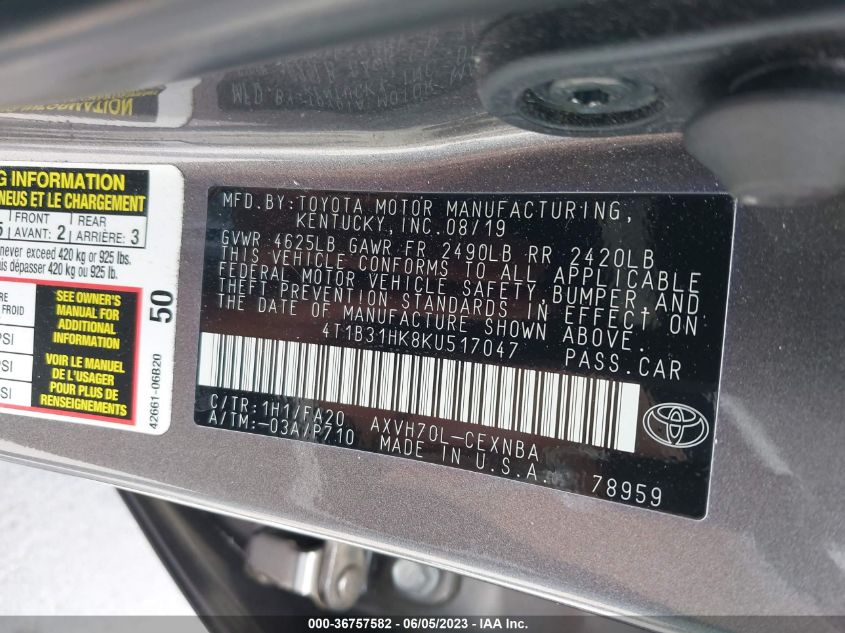 G INFORMATION
NEUS ET LE CHARGEMENT
5 FRONT REAR
AVANT: 2 ARRIÈRE: 3
never exceed 420 kg or 925 lbs.
dépasser 420 kg ou 925 lb.
FROID
PSI
PSI
SEE OWNER'S
MANUAL FOR
ADDITIONAL
INFORMATION
VOIR LE MANUEL
DE L'USAGER
POUR PLUS DE
RENSEIGNEMENTS
50
42661-06B20
MFD.BY:TOYOTA MOTOR MANUFACTURING,
KENTUCKY, INC.08/19
GVWR 4625LB GAWR FR 2490LB RR 2420LB
THIS VEHICLE CONFORMS TO ALL APPLICABLE
FEDERAL MOTOR VEHICLE SAFETY,BUMPER,AND
THEFT PREVENTION STANDARDS IN EFFECT ON
THE DATE OF MANUFACTURE SHOWN ABOVE.
4T1B31HK8KU517047 PASS.CAR
C/TR:1H1/FA20 AXVH70L-CEXNBA
A/TM:-03A/P710 MADE IN U.S.A.
78959
000-36757582 - 06/05/2023 - IAA